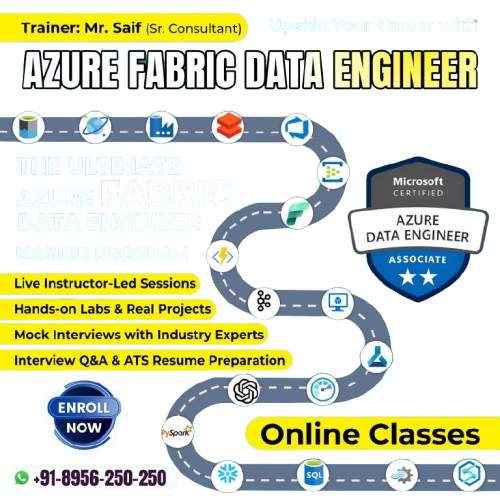 Trainer: Mr. Saif (Sr. Consultant)
Upskill Your Career with
AZURE FABRIC DATA ENGINEER
THE ULTIMATE
AZURE FABRIC
DATA ENGINEER
MASTER PROGRAM
Microsoft
CERTIFIED
AZURE
DATA ENGINEER
ASSOCIATE
Live Instructor-Led Sessions
Hands-on Labs & Real Projects
Mock Interviews with Industry Experts
Interview Q&A & ATS Resume Preparation
ENROLL
NOW
PySpark
Online Classes
SQL
+91-8956-250-250